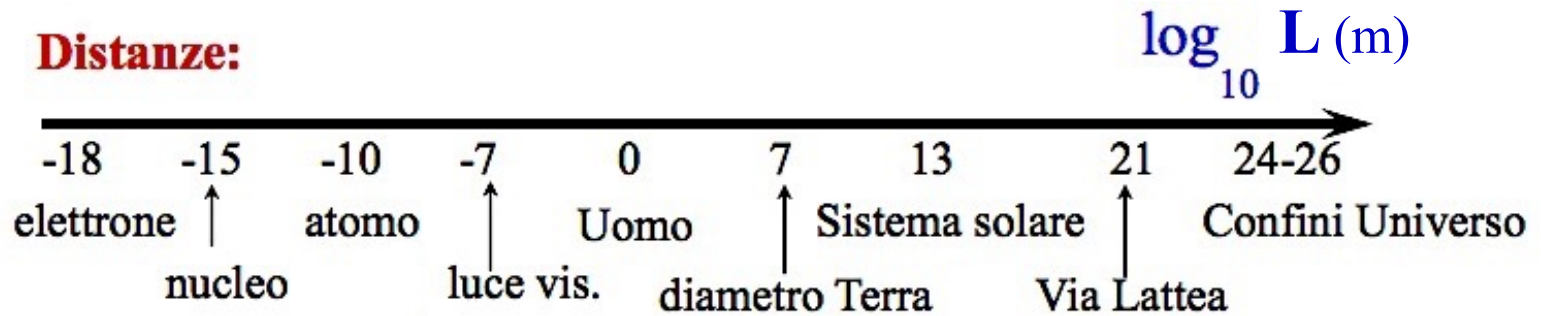 Distanze: log10 L (m)
-18 -15 -10 -7 0 7 13 21 24-26
elettrone atomo Uomo Sistema solare Confini Universo
nucleo luce vis. diametro Terra Via Lattea